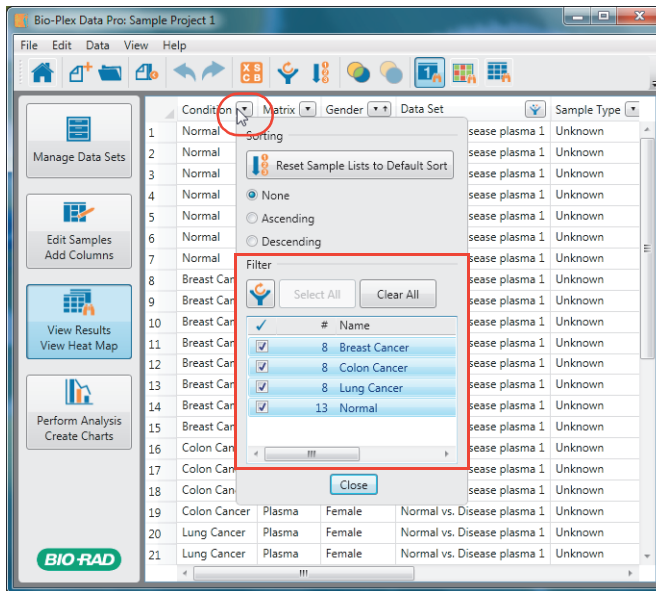 Bio-Plex Data Pro: Sample Project 1
File Edit Data View Help
Condition Matrix Gender Data Set Sample Type
Manage Data Sets
Edit Samples
Add Columns
View Results
View Heat Map
Perform Analysis
Create Charts
BIO-RAD
Sorting
Reset Sample Lists to Default Sort
None
Ascending
Descending
Filter
Select All Clear All
# Name
8 Breast Cancer
8 Colon Cancer
8 Lung Cancer
13 Normal
Close
1 Normal sease plasma 1 Unknown
2 Normal sease plasma 1 Unknown
3 Normal sease plasma 1 Unknown
4 Normal sease plasma 1 Unknown
5 Normal sease plasma 1 Unknown
6 Normal sease plasma 1 Unknown
7 Normal sease plasma 1 Unknown
8 Breast Can sease plasma 1 Unknown
9 Breast Can sease plasma 1 Unknown
10 Breast Can sease plasma 1 Unknown
11 Breast Can sease plasma 1 Unknown
12 Breast Can sease plasma 1 Unknown
13 Breast Can sease plasma 1 Unknown
14 Breast Can sease plasma 1 Unknown
15 Breast Can sease plasma 1 Unknown
16 Colon Can sease plasma 1 Unknown
17 Colon Can sease plasma 1 Unknown
18 Colon Can sease plasma 1 Unknown
19 Colon Cancer Plasma Female Normal vs. Disease plasma 1 Unknown
20 Lung Cancer Plasma Female Normal vs. Disease plasma 1 Unknown
21 Lung Cancer Plasma Female Normal vs. Disease plasma 1 Unknown